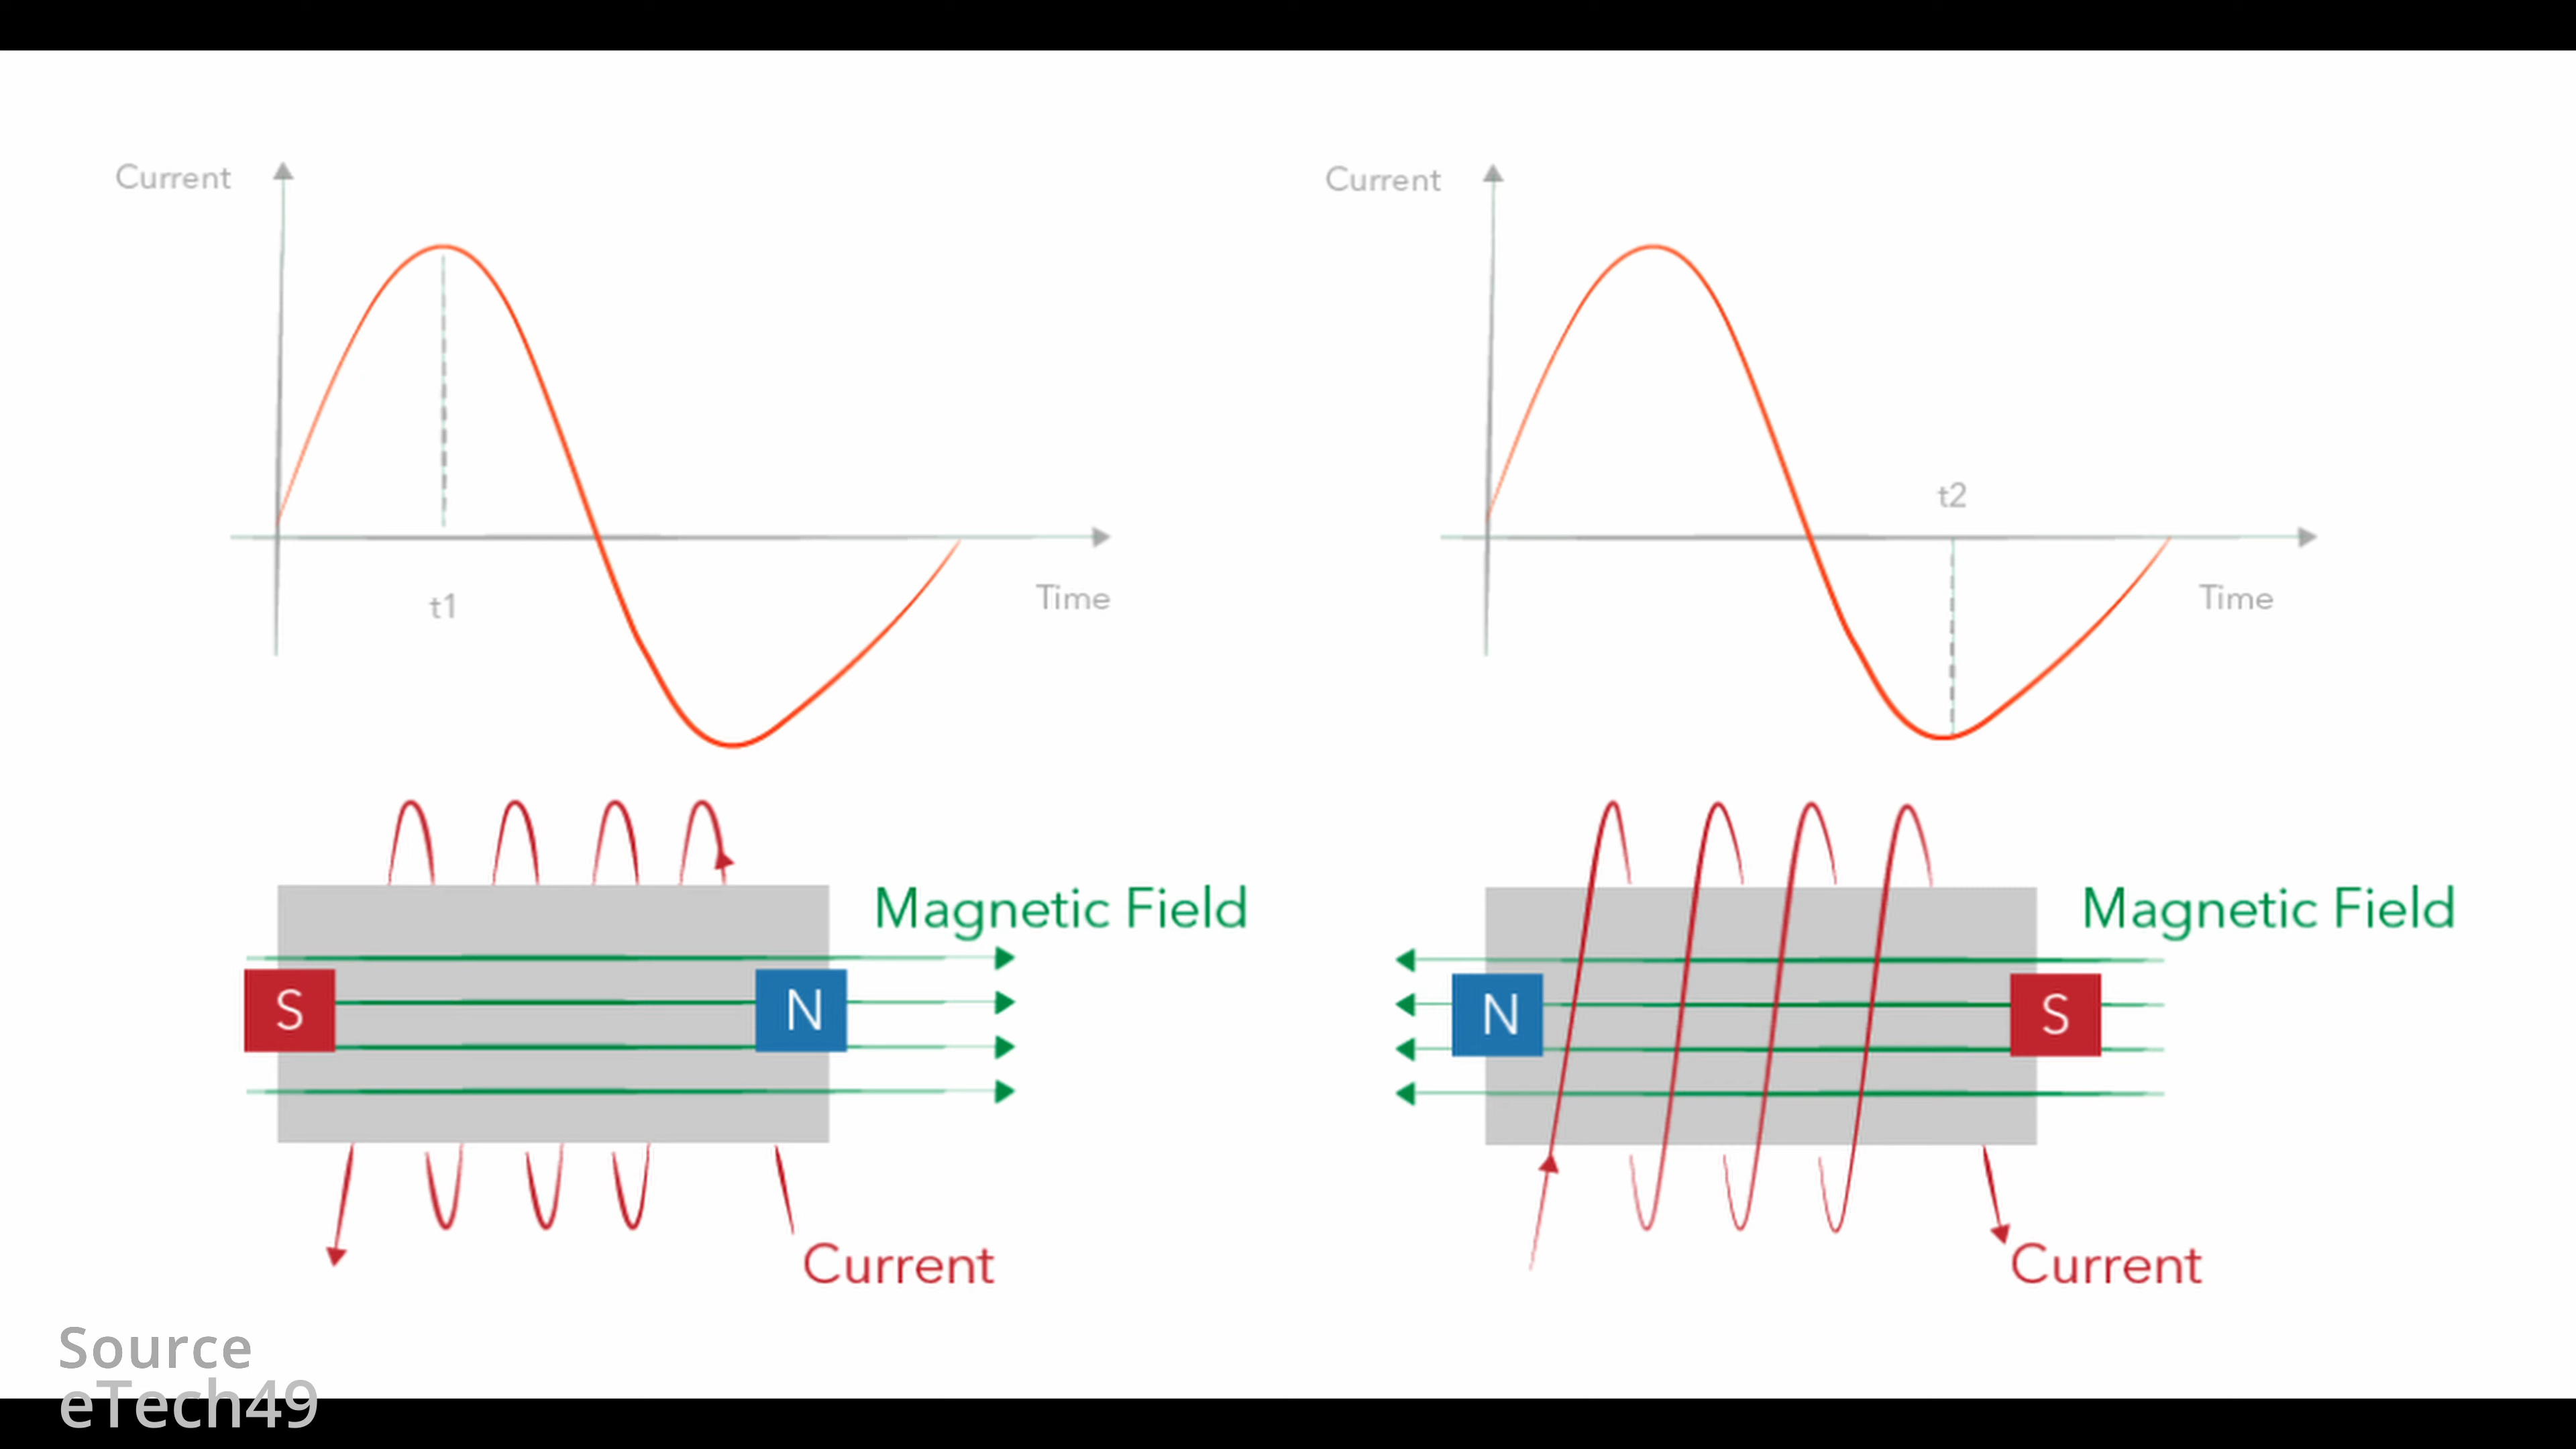 Current
t1
Time
Current
t2
Time
Magnetic Field
S
N
Current
Magnetic Field
N
S
Current
Source
eTech49